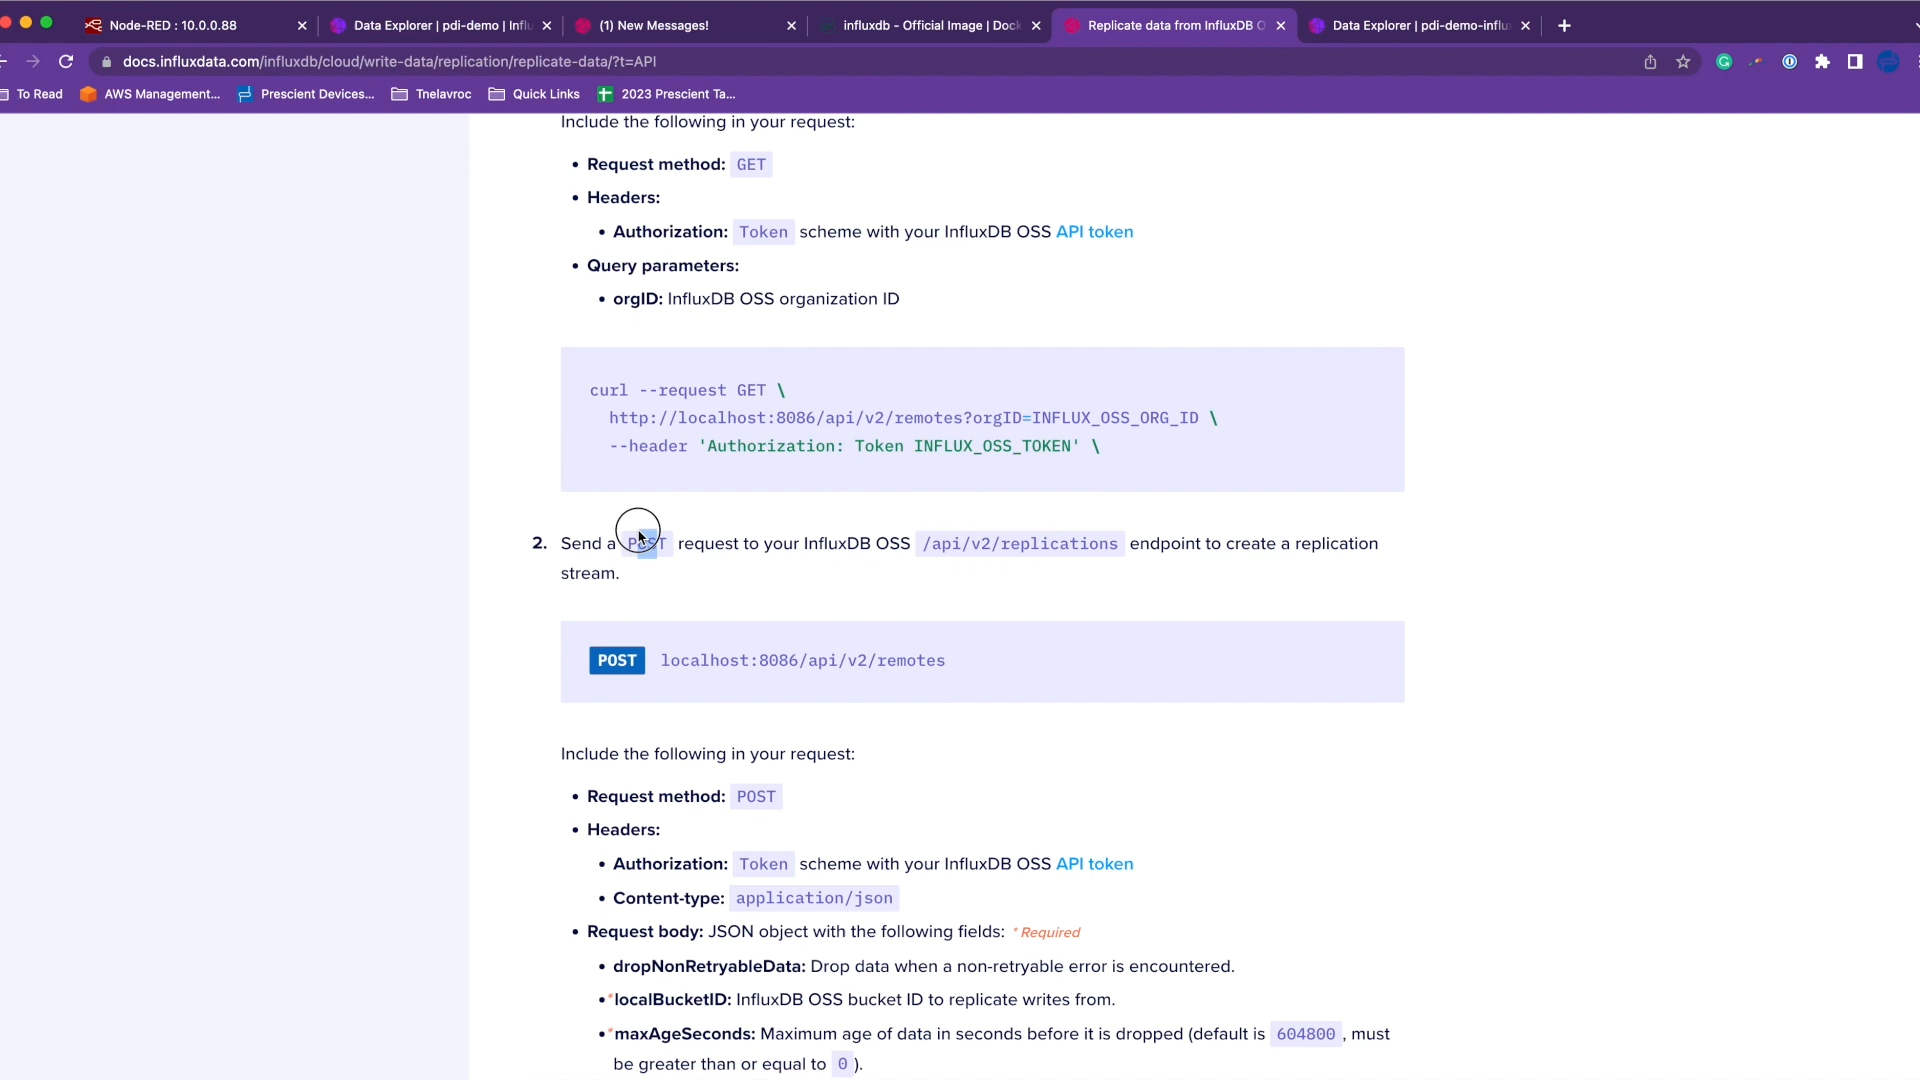 Node-RED : 10.0.0.88
Data Explorer | pdi-demo | Influ
(1) New Messages!
influxdb - Official Image | Dock
Replicate data from InfluxDB O
Data Explorer | pdi-demo-influ
docs.influxdata.com/influxdb/cloud/write-data/replication/replicate-data/?t=API
To Read
AWS Management...
Prescient Devices...
Tnelavroc
Quick Links
2023 Prescient Ta...
Include the following in your request:
• Request method: GET
• Headers:
• Authorization: Token scheme with your InfluxDB OSS API token
• Query parameters:
• orgID: InfluxDB OSS organization ID
curl --request GET \
http://localhost:8086/api/v2/remotes?orgID=INFLUX_OSS_ORG_ID \
--header 'Authorization: Token INFLUX_OSS_TOKEN' \
2. Send a POST request to your InfluxDB OSS /api/v2/replications endpoint to create a replication
stream.
POST localhost:8086/api/v2/remotes
Include the following in your request:
• Request method: POST
• Headers:
• Authorization: Token scheme with your InfluxDB OSS API token
• Content-type: application/json
• Request body: JSON object with the following fields: * Required
• dropNonRetryableData: Drop data when a non-retryable error is encountered.
• *localBucketID: InfluxDB OSS bucket ID to replicate writes from.
• *maxAgeSeconds: Maximum age of data in seconds before it is dropped (default is 604800 , must
be greater than or equal to 0 ).